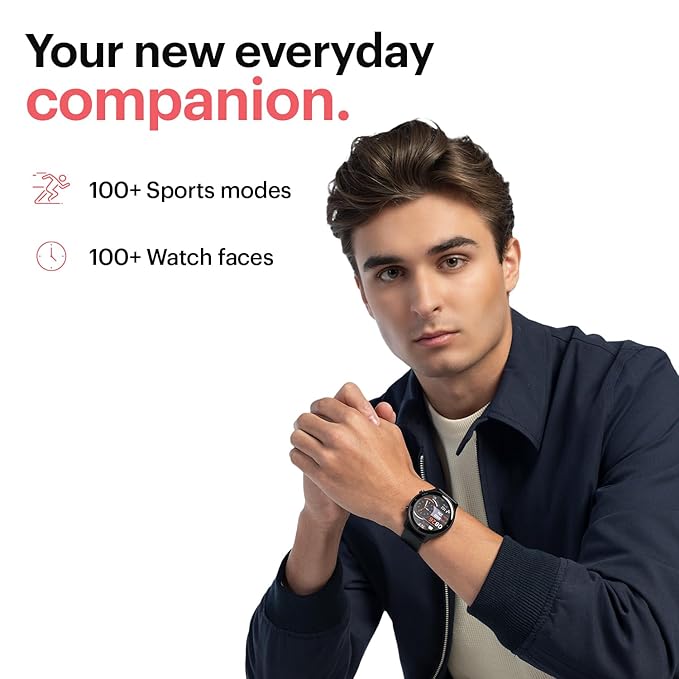 Your new everyday
companion.
100+ Sports modes
100+ Watch faces